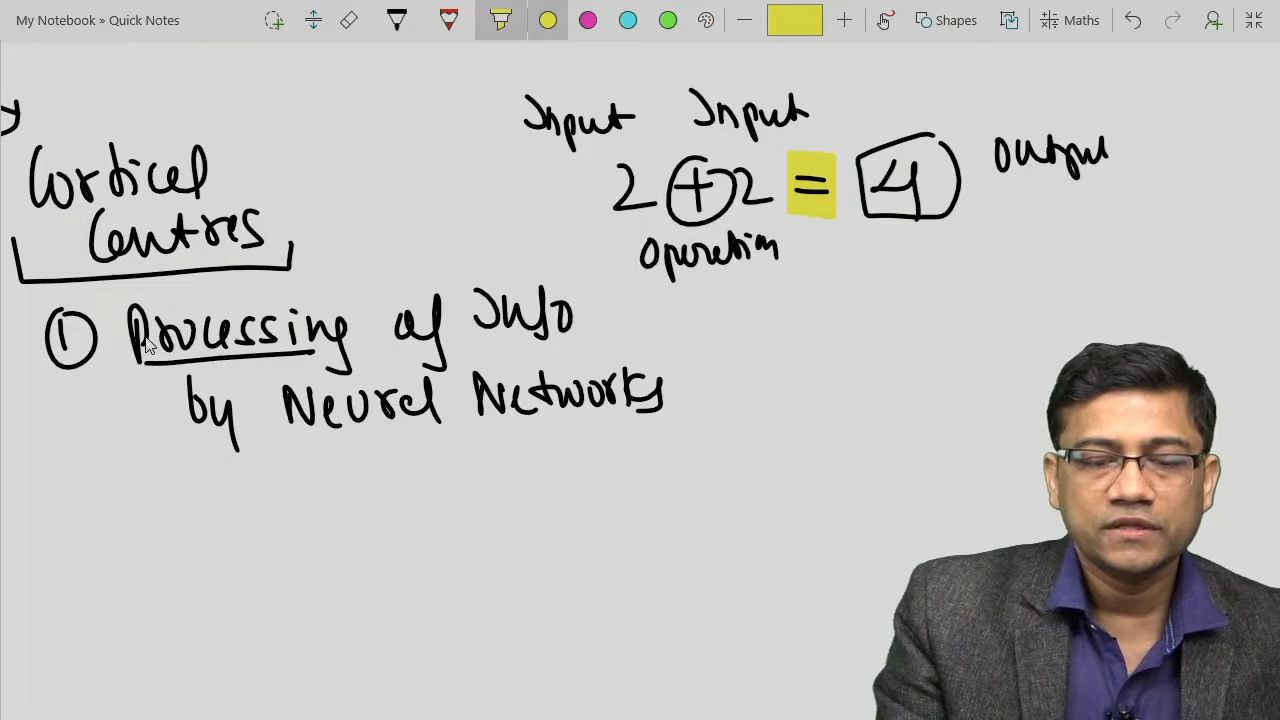 My Notebook » Quick Notes
Shapes
Maths
y
Cortical
Centres
① Processing of Info
by Neural Networks
Input Input
2 + 2 = 4 Output
Operation